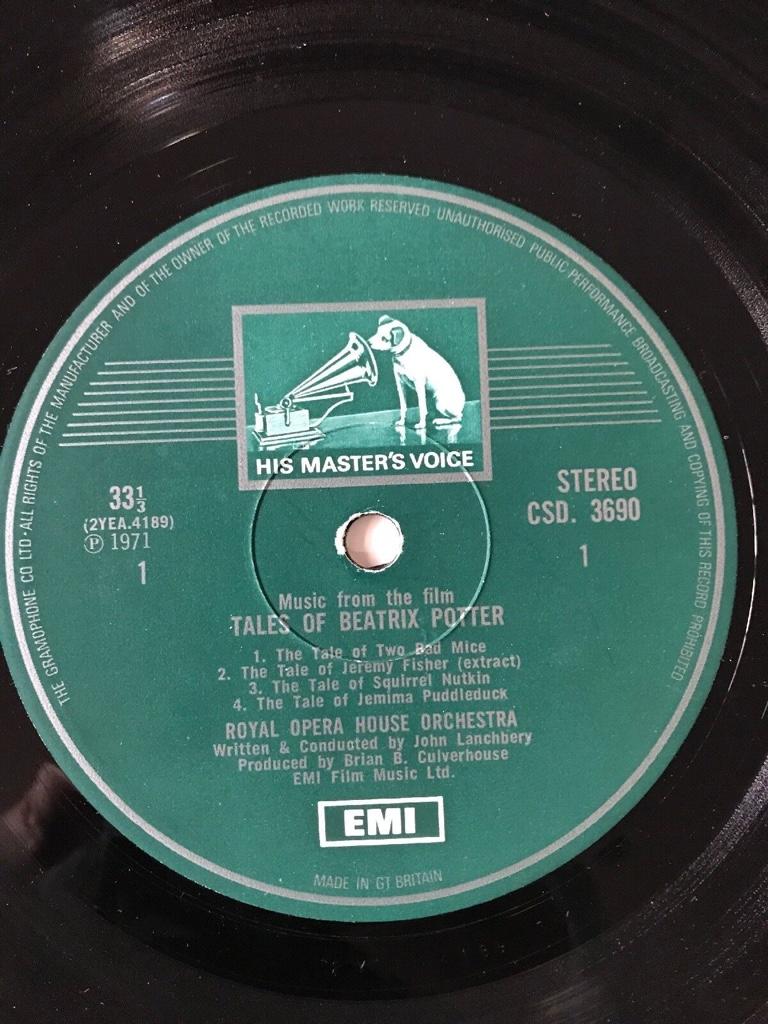 THE GRAMOPHONE CO LTD · ALL RIGHTS OF THE MANUFACTURER AND OF THE OWNER OF THE RECORDED WORK RESERVED · UNAUTHORISED PUBLIC PERFORMANCE BROADCASTING AND COPYING OF THIS RECORD PROHIBITED
HIS MASTER'S VOICE
33⅓
(2YEA.4189)
Ⓟ 1971
1
STEREO
CSD. 3690
1
Music from the film
TALES OF BEATRIX POTTER
1. The Tale of Two Bad Mice
2. The Tale of Jeremy Fisher (extract)
3. The Tale of Squirrel Nutkin
4. The Tale of Jemima Puddleduck
ROYAL OPERA HOUSE ORCHESTRA
Written & Conducted by John Lanchbery
Produced by Brian B. Culverhouse
EMI Film Music Ltd.
EMI
MADE IN GT BRITAIN